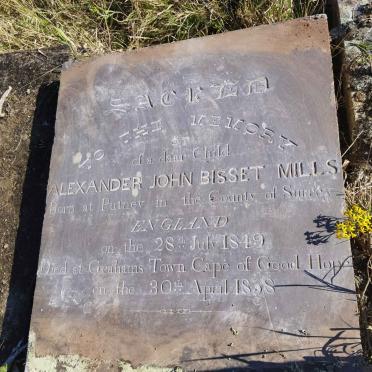 SACRED
TO THE MEMORY
of a dear Child
ALEXANDER JOHN BISSET MILLS
Born at Putney in the County of Surrey
ENGLAND
on the 28th July 1849
Died at Grahams Town Cape of Good Hope
on the 30th April 1858